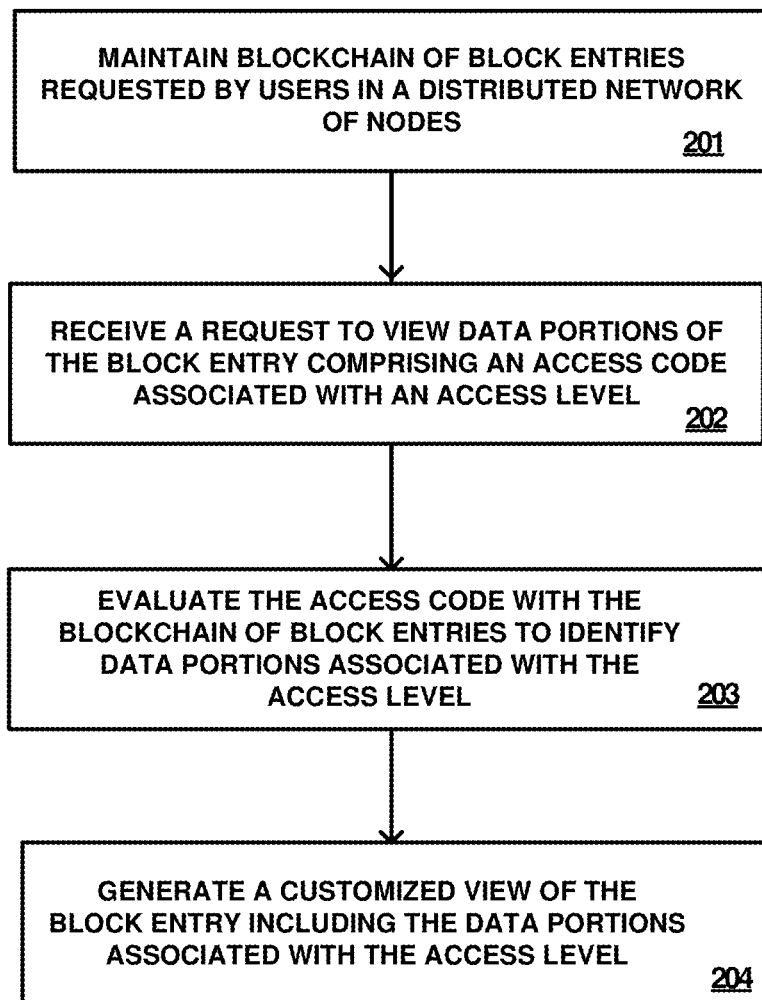 MAINTAIN BLOCKCHAIN OF BLOCK ENTRIES
REQUESTED BY USERS IN A DISTRIBUTED NETWORK
OF NODES
201
RECEIVE A REQUEST TO VIEW DATA PORTIONS OF
THE BLOCK ENTRY COMPRISING AN ACCESS CODE
ASSOCIATED WITH AN ACCESS LEVEL
202
EVALUATE THE ACCESS CODE WITH THE
BLOCKCHAIN OF BLOCK ENTRIES TO IDENTIFY
DATA PORTIONS ASSOCIATED WITH THE
ACCESS LEVEL
203
GENERATE A CUSTOMIZED VIEW OF THE
BLOCK ENTRY INCLUDING THE DATA PORTIONS
ASSOCIATED WITH THE ACCESS LEVEL
204